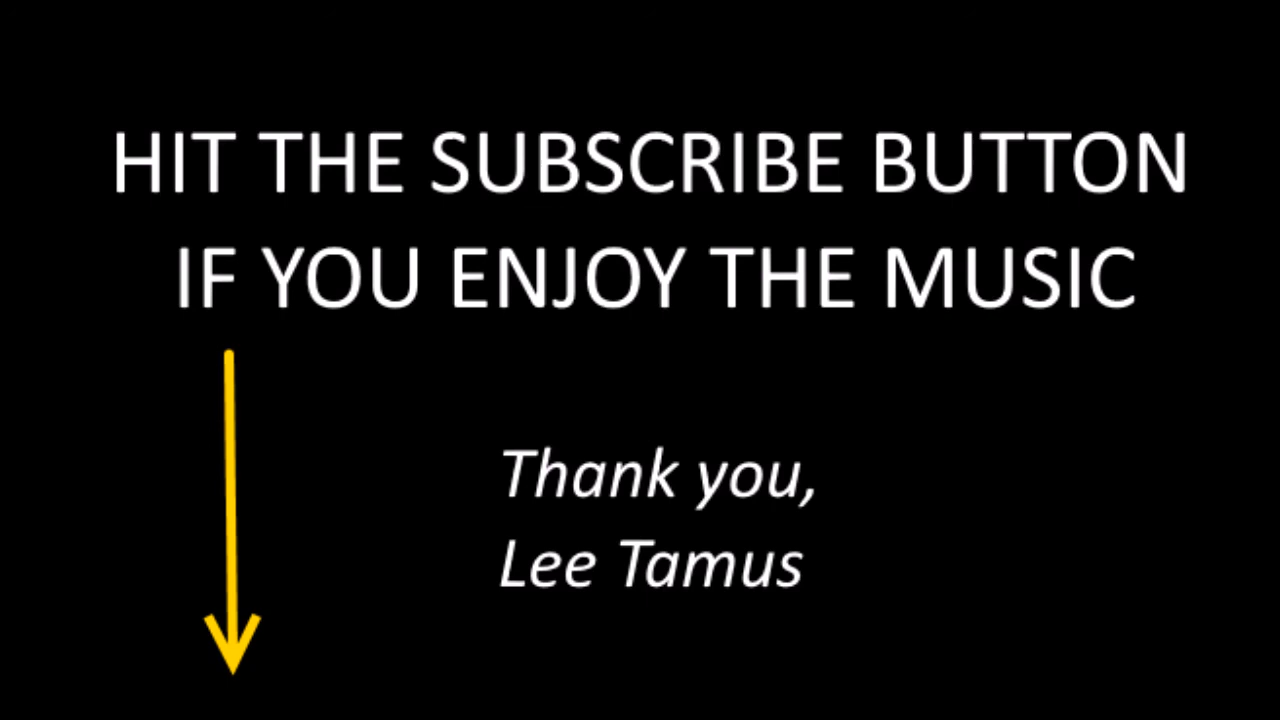 HIT THE SUBSCRIBE BUTTON
IF YOU ENJOY THE MUSIC
Thank you,
Lee Tamus